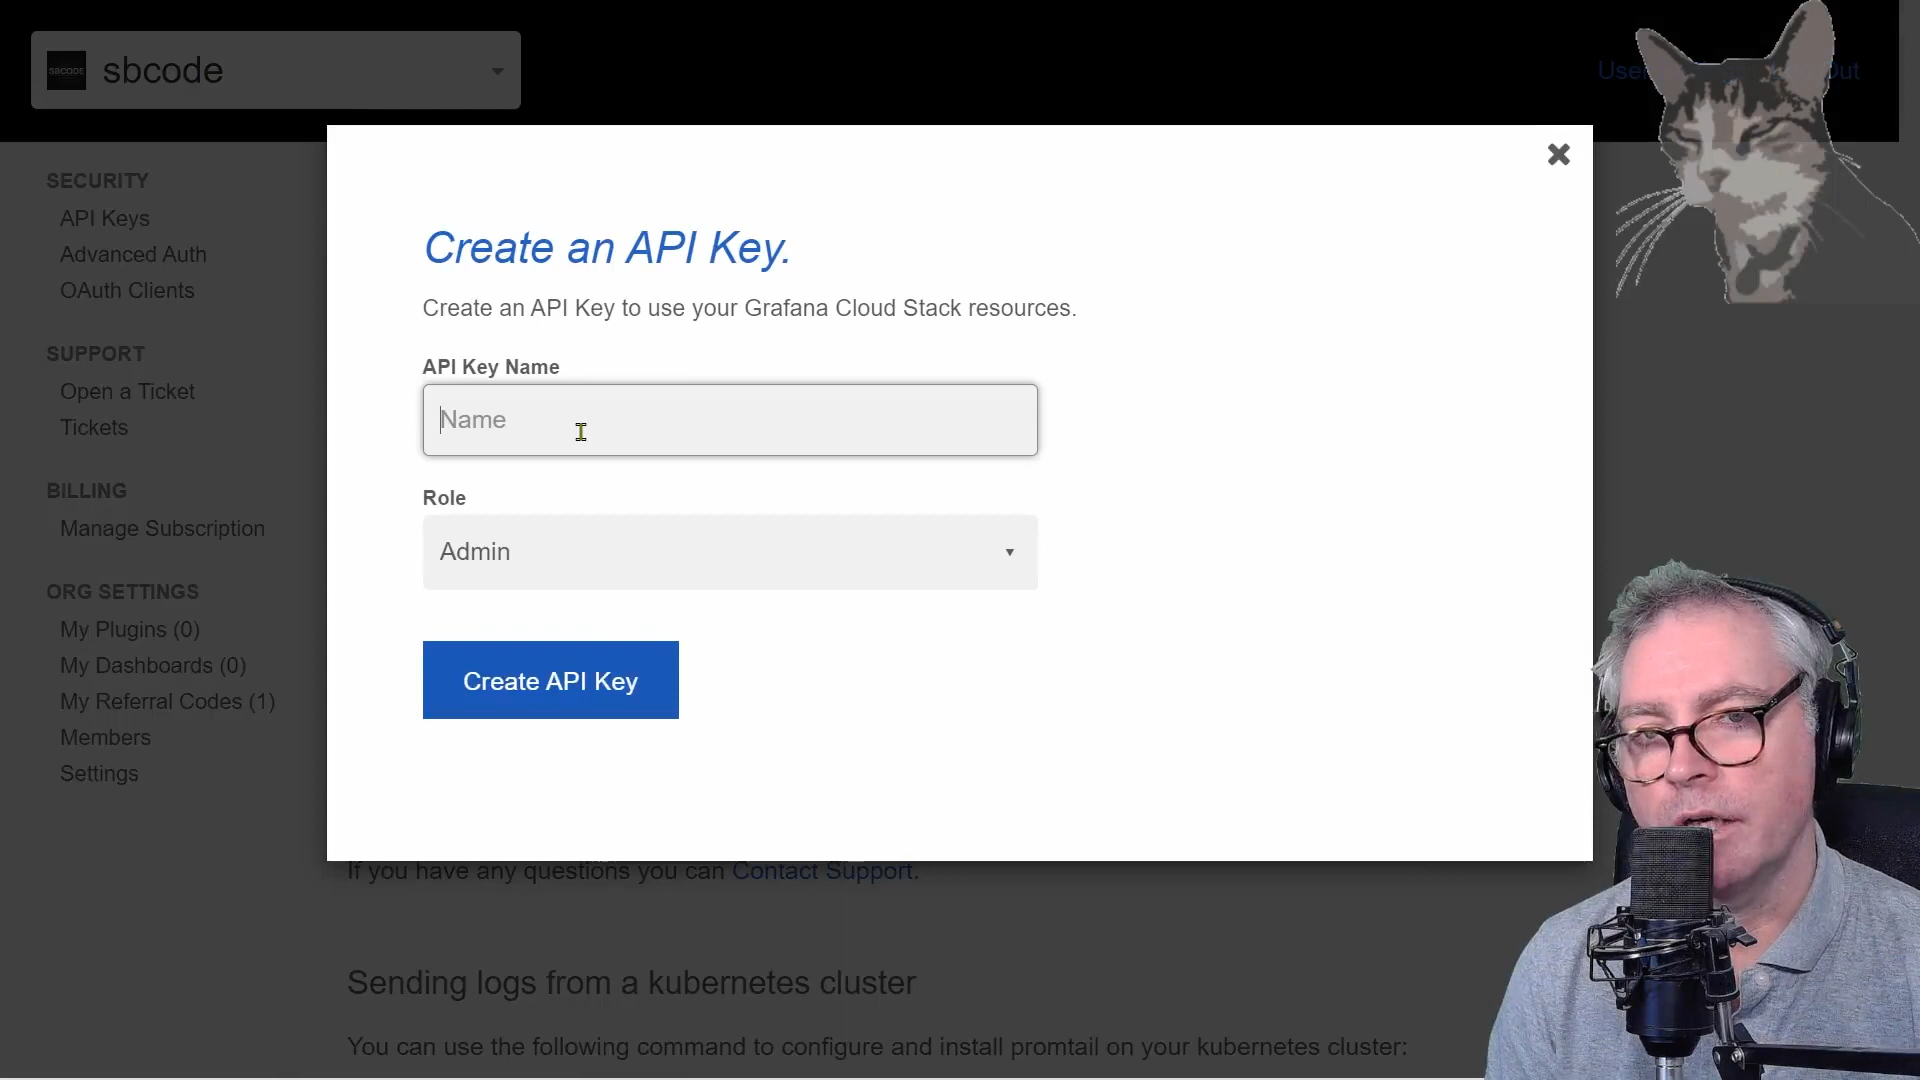 SBCODE
sbcode
User
Out
SECURITY
API Keys
Advanced Auth
OAuth Clients
SUPPORT
Open a Ticket
Tickets
BILLING
Manage Subscription
ORG SETTINGS
My Plugins (0)
My Dashboards (0)
My Referral Codes (1)
Members
Settings
Create an API Key.
Create an API Key to use your Grafana Cloud Stack resources.
API Key Name
Name
Role
Admin
Create API Key
If you have any questions you can Contact Support.
Sending logs from a kubernetes cluster
You can use the following command to configure and install promtail on your kubernetes cluster: